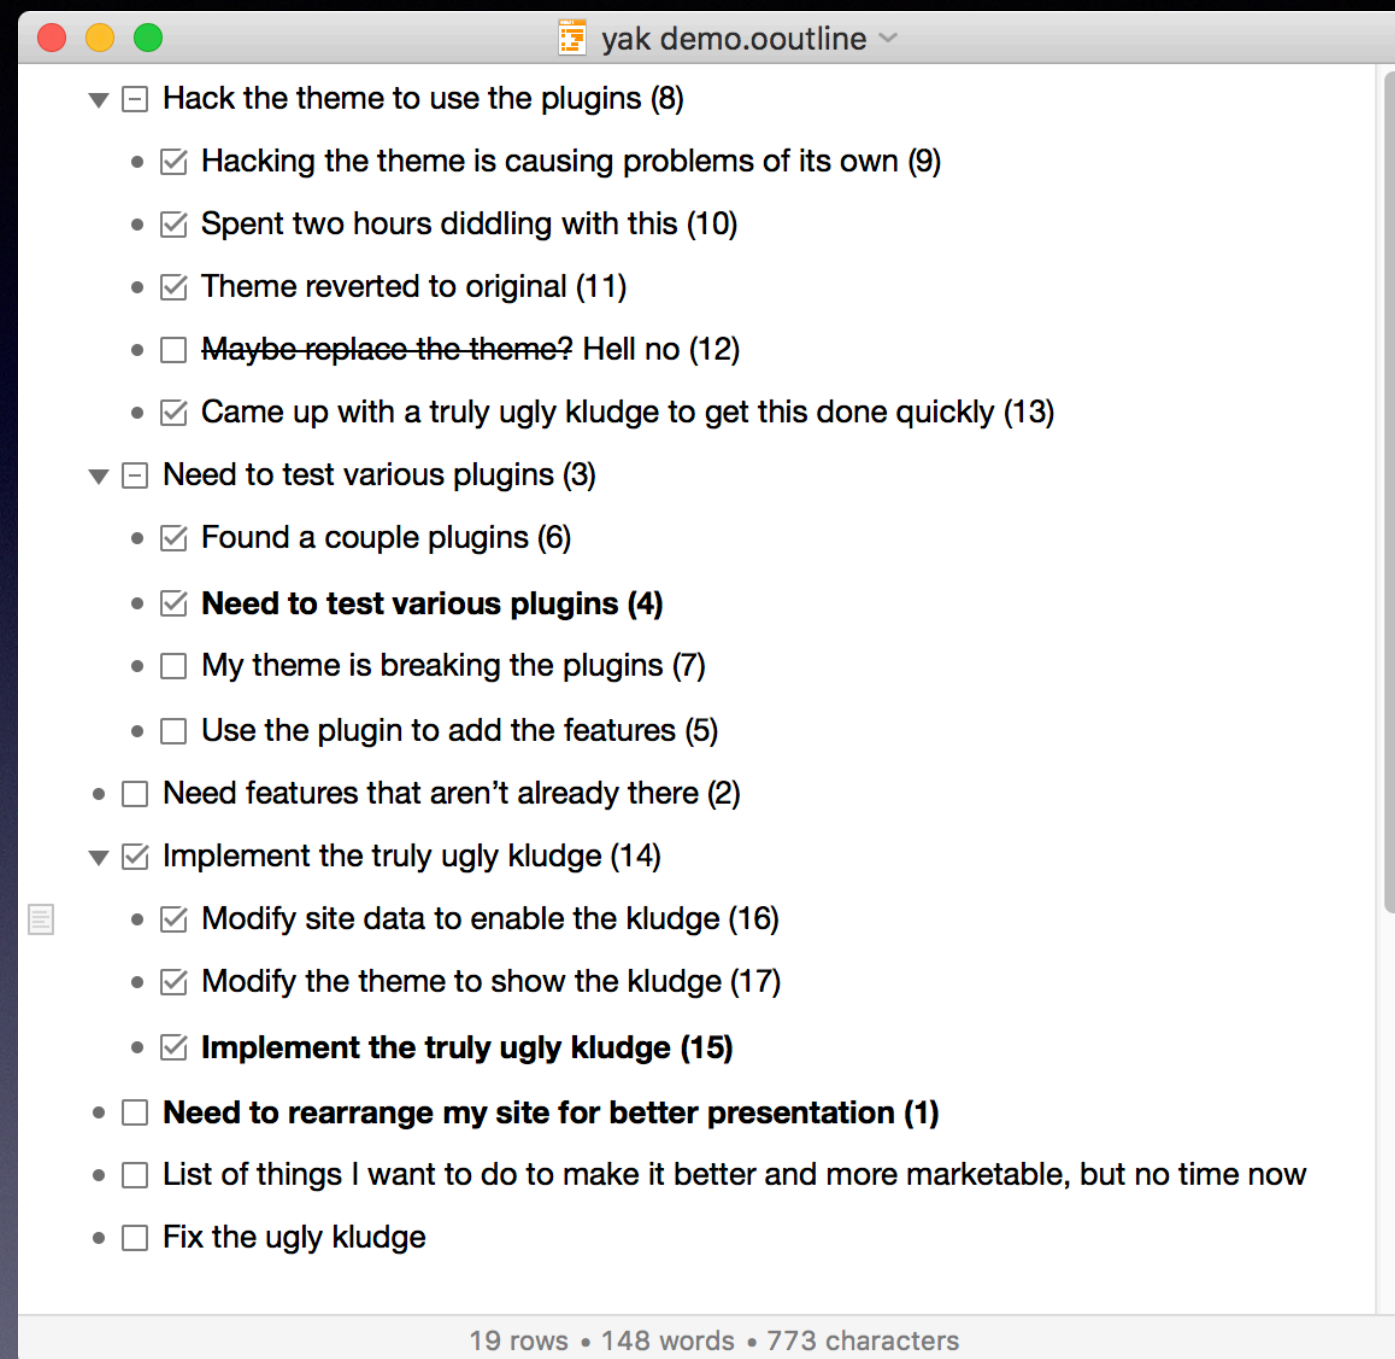 yak demo.ooutline
Hack the theme to use the plugins (8)
Hacking the theme is causing problems of its own (9)
Spent two hours diddling with this (10)
Theme reverted to original (11)
Maybe replace the theme? Hell no (12)
Came up with a truly ugly kludge to get this done quickly (13)
Need to test various plugins (3)
Found a couple plugins (6)
Need to test various plugins (4)
My theme is breaking the plugins (7)
Use the plugin to add the features (5)
Need features that aren’t already there (2)
Implement the truly ugly kludge (14)
Modify site data to enable the kludge (16)
Modify the theme to show the kludge (17)
Implement the truly ugly kludge (15)
Need to rearrange my site for better presentation (1)
List of things I want to do to make it better and more marketable, but no time now
Fix the ugly kludge
19 rows • 148 words • 773 characters